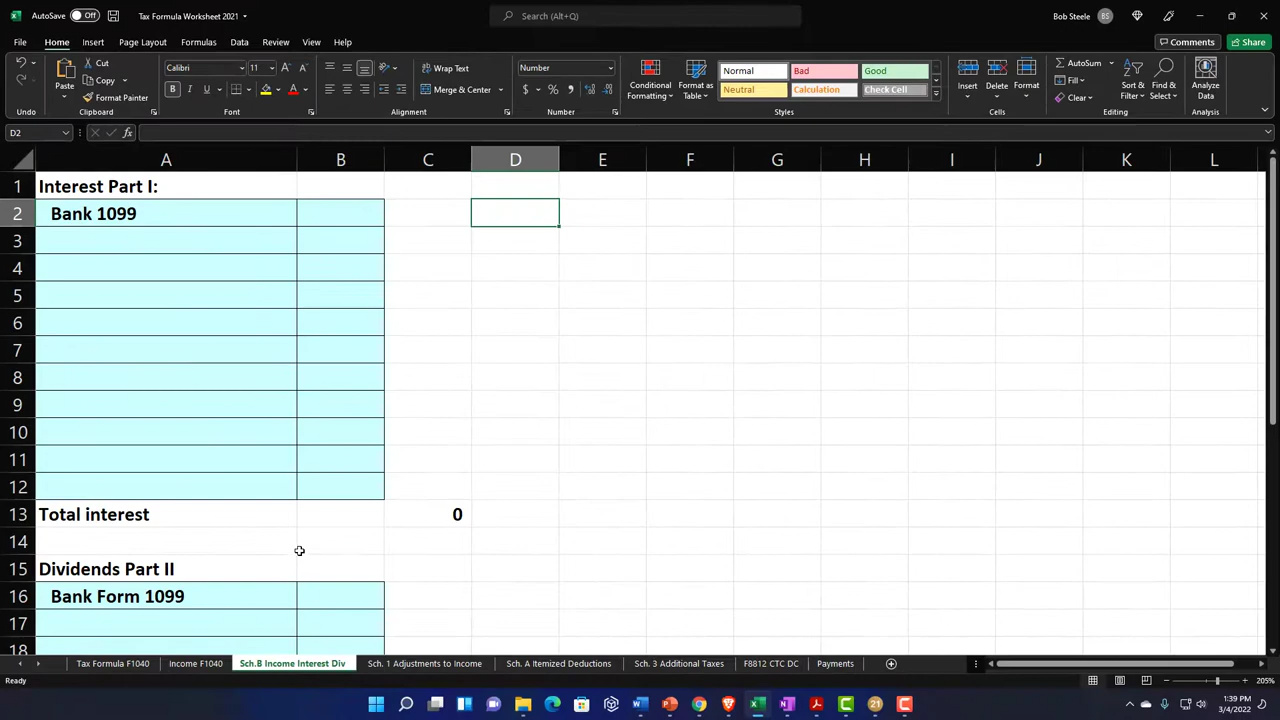 AutoSave Off Tax Formula Worksheet 2021 Search (Alt+Q) Bob Steele BS
File Home Insert Page Layout Formulas Data Review View Help Comments Share
Cut Calibri 11 Wrap Text Number Normal Bad Good AutoSum
Copy Fill
Paste Format Painter B I U Merge & Center $ % Conditional Formatting Format as Table Neutral Calculation Check Cell Insert Delete Format Clear Sort & Filter Find & Select Analyze Data
Undo Clipboard Font Alignment Number Styles Cells Editing Analysis
D2 fx
A B C D E F G H I J K L
1 Interest Part I:
2 Bank 1099
3
4
5
6
7
8
9
10
11
12
13 Total interest 0
14
15 Dividends Part II
16 Bank Form 1099
17
18
Tax Formula F1040 Income F1040 Sch.B Income Interest Div Sch. 1 Adjustments to Income Sch. A Itemized Deductions Sch. 3 Additional Taxes F8812 CTC DC Payments
Ready 205%
21 1:39 PM
3/4/2022